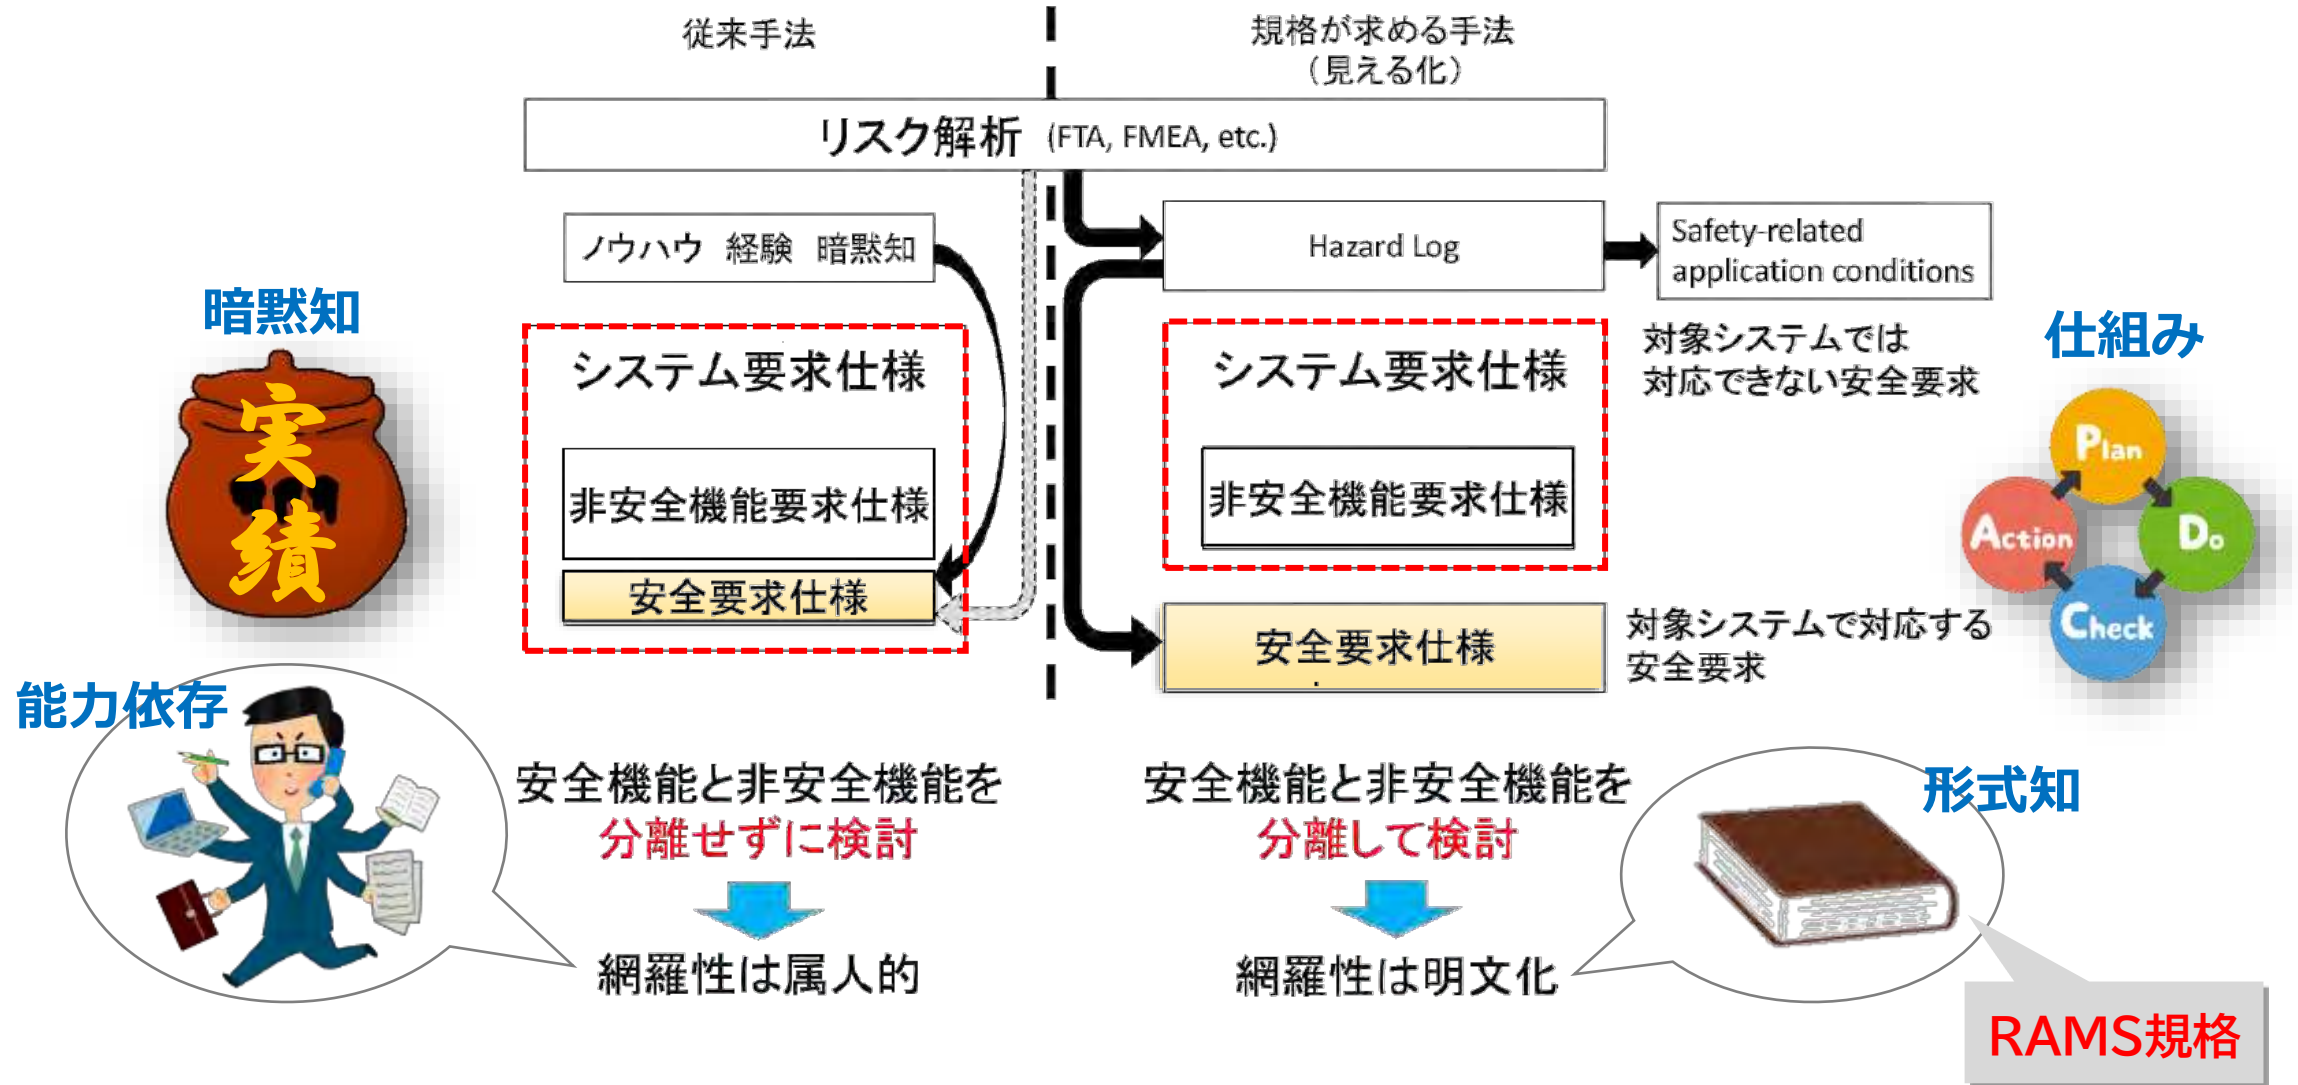 従来手法
規格が求める手法
（見える化）
リスク解析 (FTA, FMEA, etc.)
ノウハウ 経験 暗黙知
Hazard Log
Safety-related
application conditions
暗黙知
実績
システム要求仕様
非安全機能要求仕様
安全要求仕様
システム要求仕様
非安全機能要求仕様
安全要求仕様
対象システムでは
対応できない安全要求
対象システムで対応する
安全要求
仕組み
Plan
Do
Check
Action
能力依存
安全機能と非安全機能を
分離せずに検討
網羅性は属人的
安全機能と非安全機能を
分離して検討
網羅性は明文化
形式知
RAMS規格